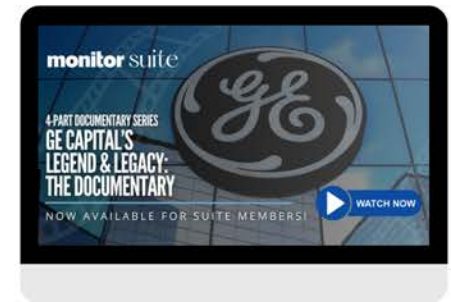 monitor suite
4-PART DOCUMENTARY SERIES
GE CAPITAL'S
LEGEND & LEGACY:
THE DOCUMENTARY
NOW AVAILABLE FOR SUITE MEMBERS!
WATCH NOW
GE